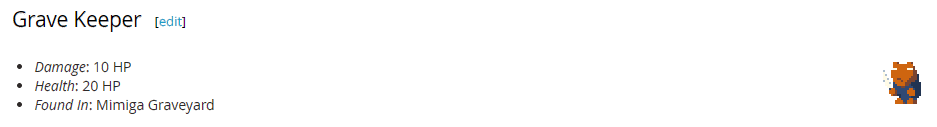 Grave Keeper [edit]
Damage: 10 HP
Health: 20 HP
Found In: Mimiga Graveyard